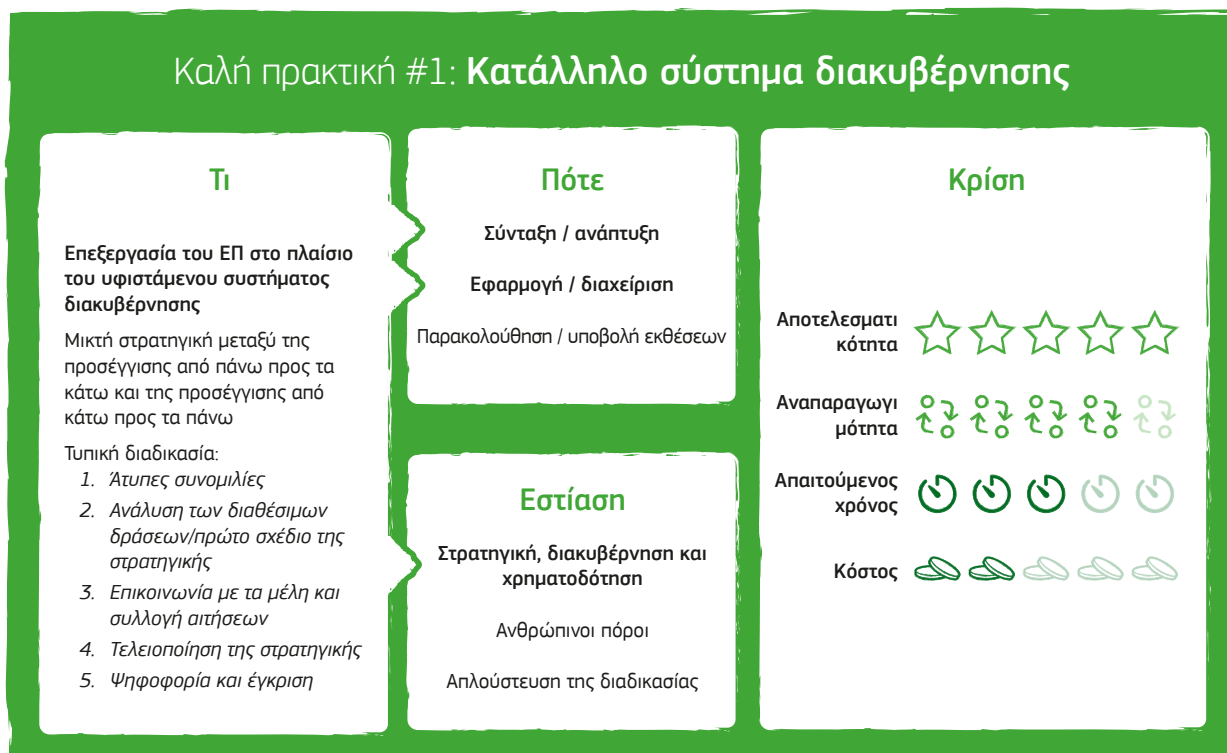 Καλή πρακτική #1: Κατάλληλο σύστημα διακυβέρνησης
Τι
Επεξεργασία του ΕΠ στο πλαίσιο
του υφιστάμενου συστήματος
διακυβέρνησης
Μικτή στρατηγική μεταξύ της
προσέγγισης από πάνω προς τα
κάτω και της προσέγγισης από
κάτω προς τα πάνω
Τυπική διαδικασία:
1. Άτυπες συνομιλίες
2. Ανάλυση των διαθέσιμων
δράσεων/πρώτο σχέδιο της
στρατηγικής
3. Επικοινωνία με τα μέλη και
συλλογή αιτήσεων
4. Τελειοποίηση της στρατηγικής
5. Ψηφοφορία και έγκριση
Πότε
Σύνταξη / ανάπτυξη
Εφαρμογή / διαχείριση
Παρακολούθηση / υποβολή εκθέσεων
Εστίαση
Στρατηγική, διακυβέρνηση και
χρηματοδότηση
Ανθρώπινοι πόροι
Απλούστευση της διαδικασίας
Κρίση
Αποτελεσματι
κότητα
Αναπαραγωγι
μότητα
Απαιτούμενος
χρόνος
Κόστος